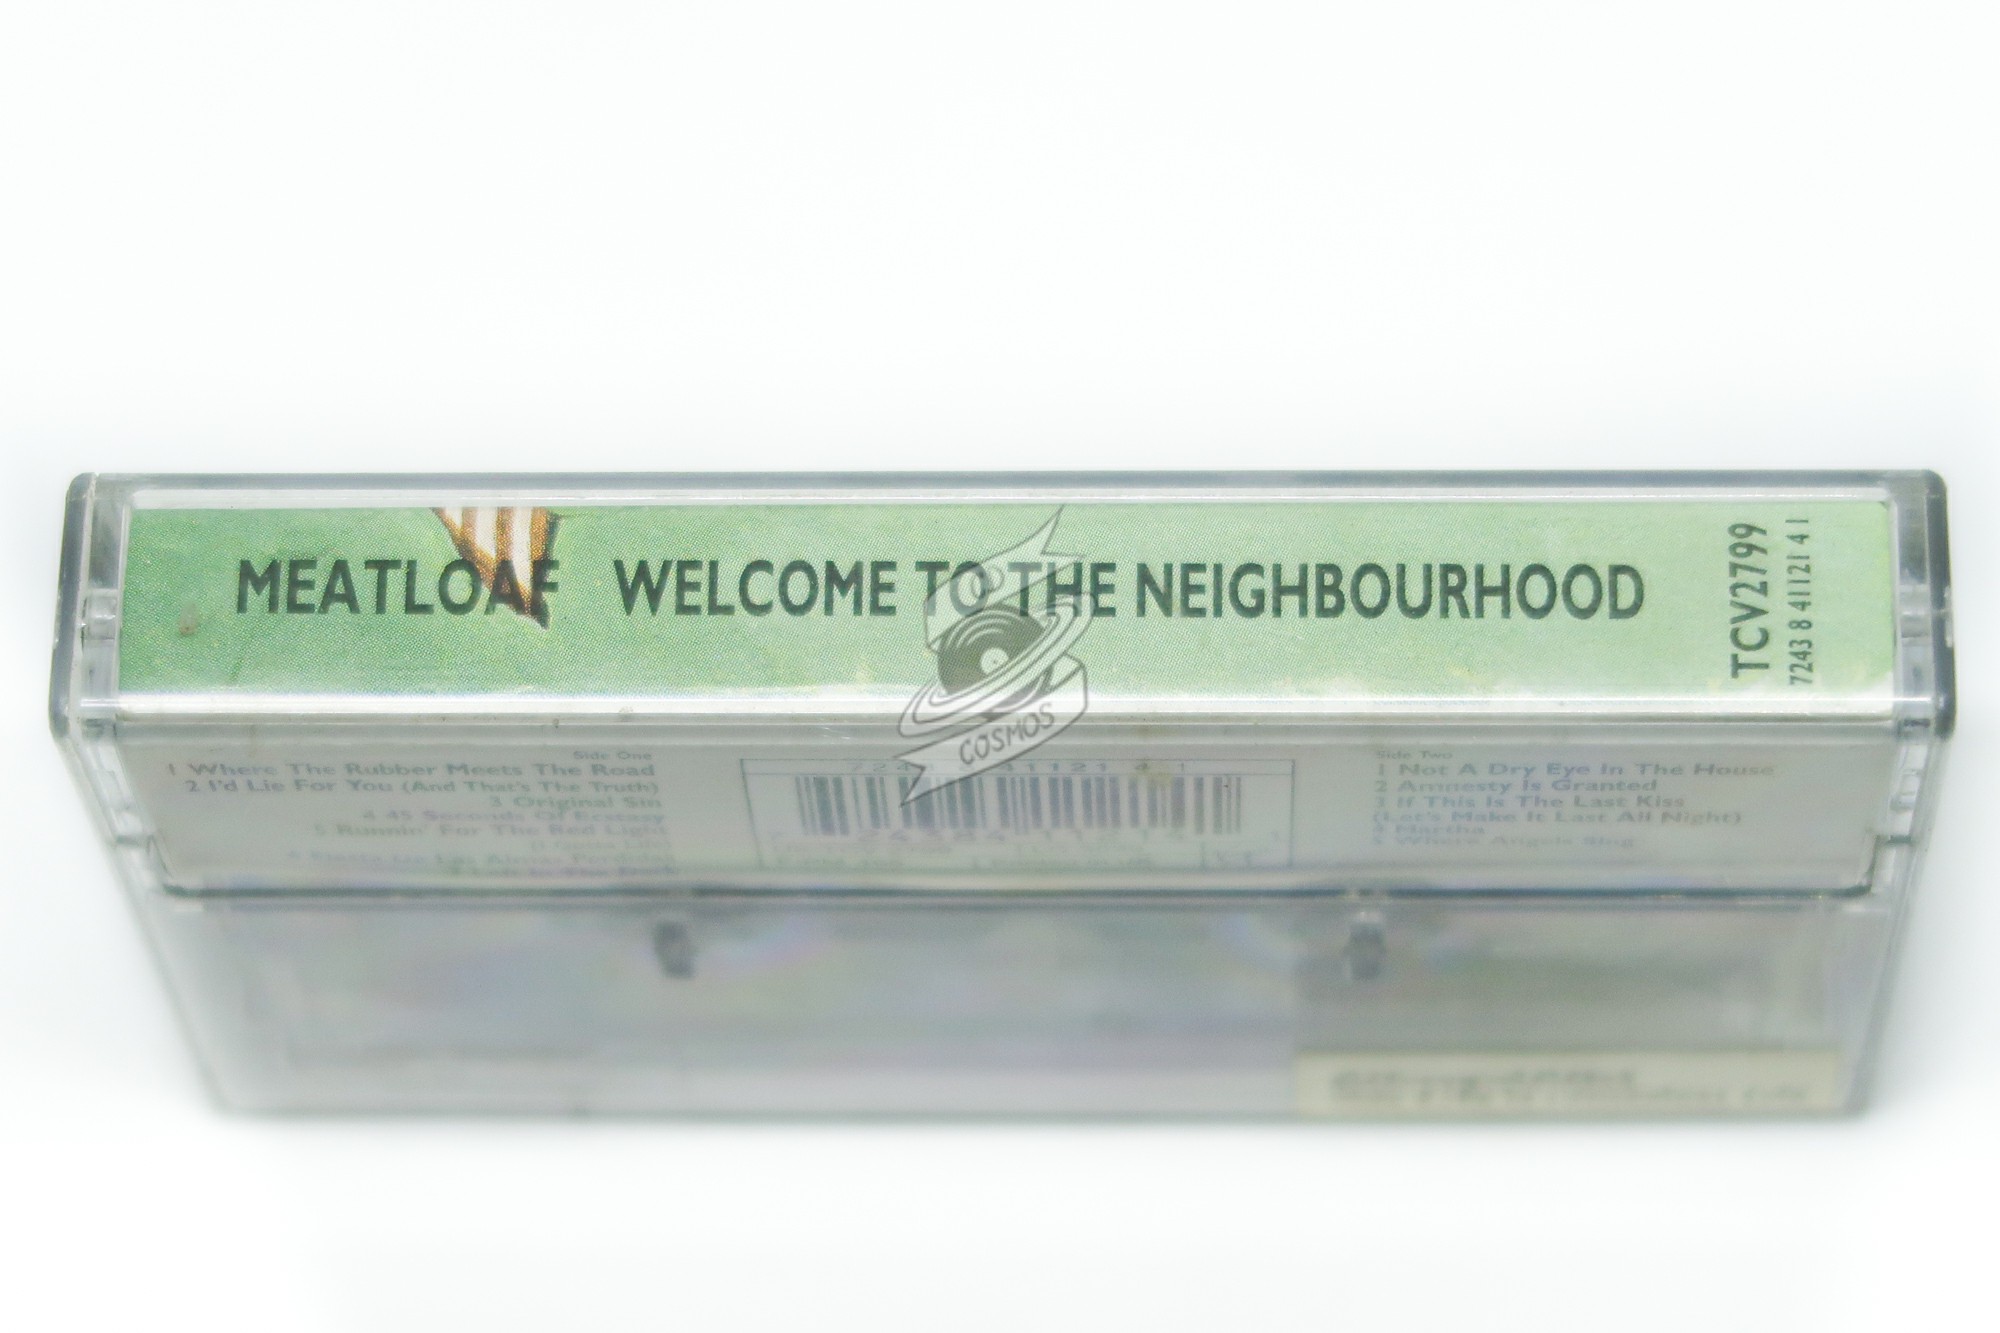 MEATLOAF WELCOME TO THE NEIGHBOURHOOD
TCV2799
7243 8 41121 4 1
COSMOS
Side One
1 Where The Rubber Meets The Road
2 I'd Lie For You (And That's The Truth)
3 Original Sin
4 45 Seconds Of Ecstasy
5 Runnin' For The Red Light
(I Gotta Life)
Side Two
1 Not A Dry Eye In The House
2 Amnesty Is Granted
3 If This Is The Last Kiss
(Let's Make It Last All Night)
4 Martha
5 Where Angels Sing